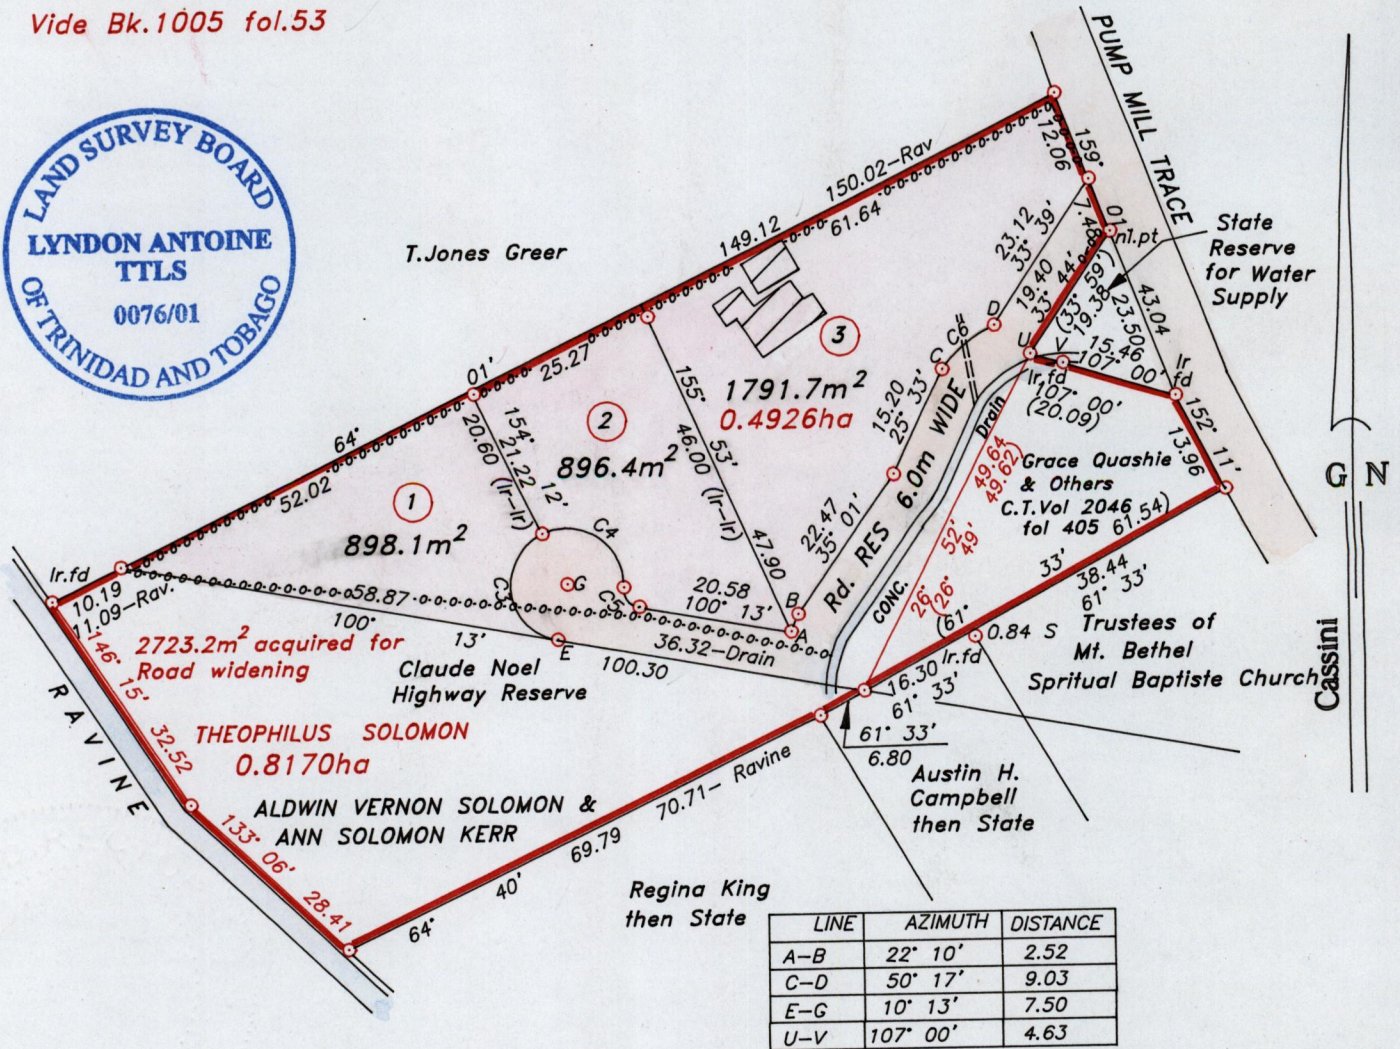 Vide Bk.1005 fol.53
LAND SURVEY BOARD
LYNDON ANTOINE
TTLS
0076/01
OF TRINIDAD AND TOBAGO
T.Jones Greer
PUMP MILL TRACE
12.06
159°
01'
7.48
nl.pt
State
Reserve
for Water
Supply
150.02-Rav
149.12
61.64
64°
01'
25.27
52.02
23.12
33° 39'
19.40
33° 44'
(33° 59')
19.38
23.50
43.04
D
C
C6
U
V
15.46
107° 00'
Ir.fd
107° 00'
(20.09)
Ir
fd
152° 11'
13.96
3
1791.7m²
0.4926ha
15.20
25° 33'
2
896.4m²
155° 53'
46.00 (Ir-Ir)
47.90
154° 12'
21.22
20.60 (Ir-Ir)
1
898.1m²
Rd. RES 6.0m WIDE
Drain
CONC.
49.64
49.62)
52'
49'
26°
(26°
Grace Quashie
& Others
C.T.Vol 2046
fol 405
61.54)
33'
(61°
38.44
61° 33'
G N
Cassini
22.47
35° 01'
C4
C3
G
C5
20.58
100° 13'
B
A
36.32-Drain
E
58.87
100° 13'
100.30
Ir.fd
10.19
11.09-Rav.
146° 15'
32.52
2723.2m² acquired for
Road widening
Claude Noel
Highway Reserve
THEOPHILUS SOLOMON
0.8170ha
ALDWIN VERNON SOLOMON &
ANN SOLOMON KERR
RAVINE
133° 06'
28.41
64° 40'
69.79
70.71- Ravine
0.84 S
Ir.fd
16.30
61° 33'
61° 33'
6.80
Trustees of
Mt. Bethel
Spritual Baptiste Church
Austin H.
Campbell
then State
Regina King
then State
LINE AZIMUTH DISTANCE
A-B 22° 10' 2.52
C-D 50° 17' 9.03
E-G 10° 13' 7.50
U-V 107° 00' 4.63